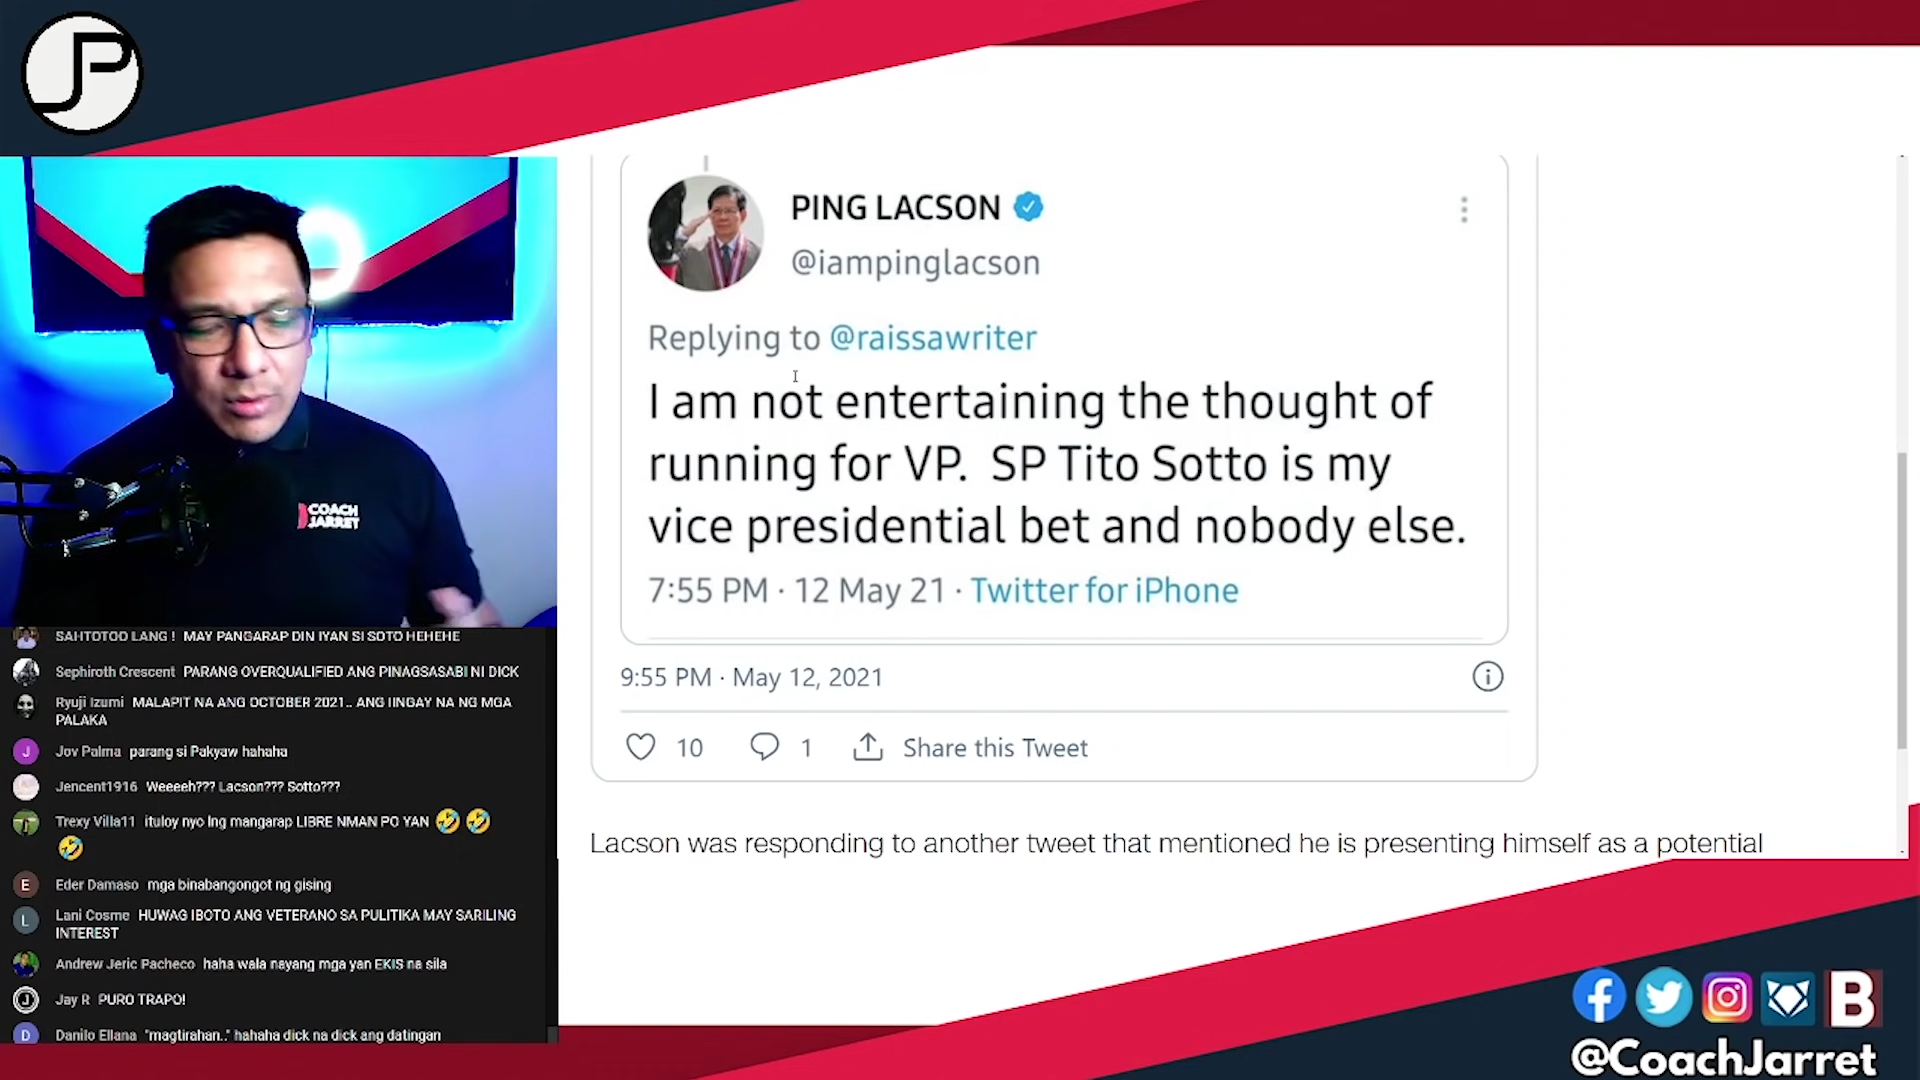 JP
PING LACSON
@iampinglacson
Replying to @raissawriter
I am not entertaining the thought of
running for VP.  SP Tito Sotto is my
vice presidential bet and nobody else.
7:55 PM · 12 May 21 · Twitter for iPhone
9:55 PM · May 12, 2021
10
1
Share this Tweet
Lacson was responding to another tweet that mentioned he is presenting himself as a potential
COACH
JARRET
SAHTOTOO LANG ! MAY PANGARAP DIN IYAN SI SOTO HEHEHE
Sephiroth Crescent PARANG OVERQUALIFIED ANG PINAGSASABI NI DICK
Ryuji Izumi MALAPIT NA ANG OCTOBER 2021.. ANG IINGAY NA NG MGA
PALAKA
J
Jov Palma parang si Pakyaw hahaha
Jencent1916 Weeeeh??? Lacson??? Sotto???
Trexy Villa11 ituloy nyo lng mangarap LIBRE NMAN PO YAN 🤣 🤣
🤣
E
Eder Damaso mga binabangongot ng gising
L
Lani Cosme HUWAG IBOTO ANG VETERANO SA PULITIKA MAY SARILING
INTEREST
Andrew Jeric Pacheco haha wala nayang mga yan EKIS na sila
J
Jay R PURO TRAPO!
D
Danilo Ellana "magtirahan.." hahaha dick na dick ang datingan
B
@CoachJarret